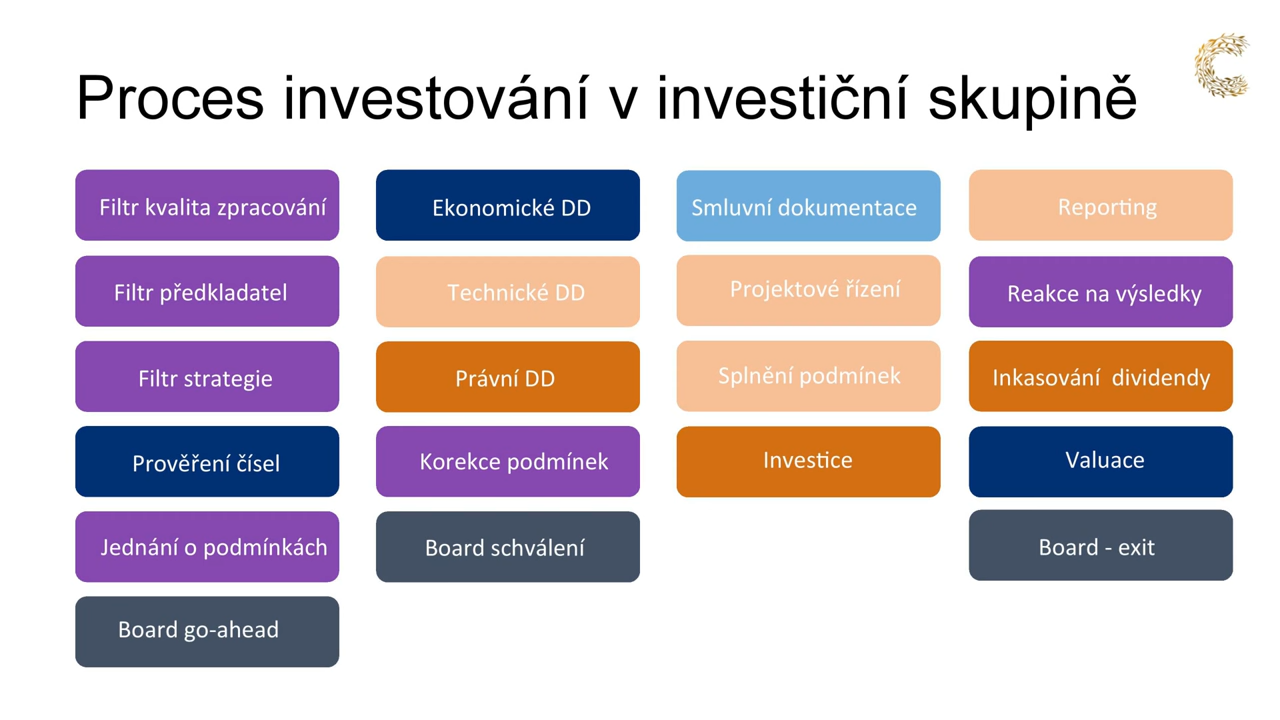 Proces investování v investiční skupině
Filtr kvalita zpracování
Filtr předkladatel
Filtr strategie
Prověření čísel
Jednání o podmínkách
Board go-ahead
Ekonomické DD
Technické DD
Právní DD
Korekce podmínek
Board schválení
Smluvní dokumentace
Projektové řízení
Splnění podmínek
Investice
Reporting
Reakce na výsledky
Inkasování  dividendy
Valuace
Board - exit